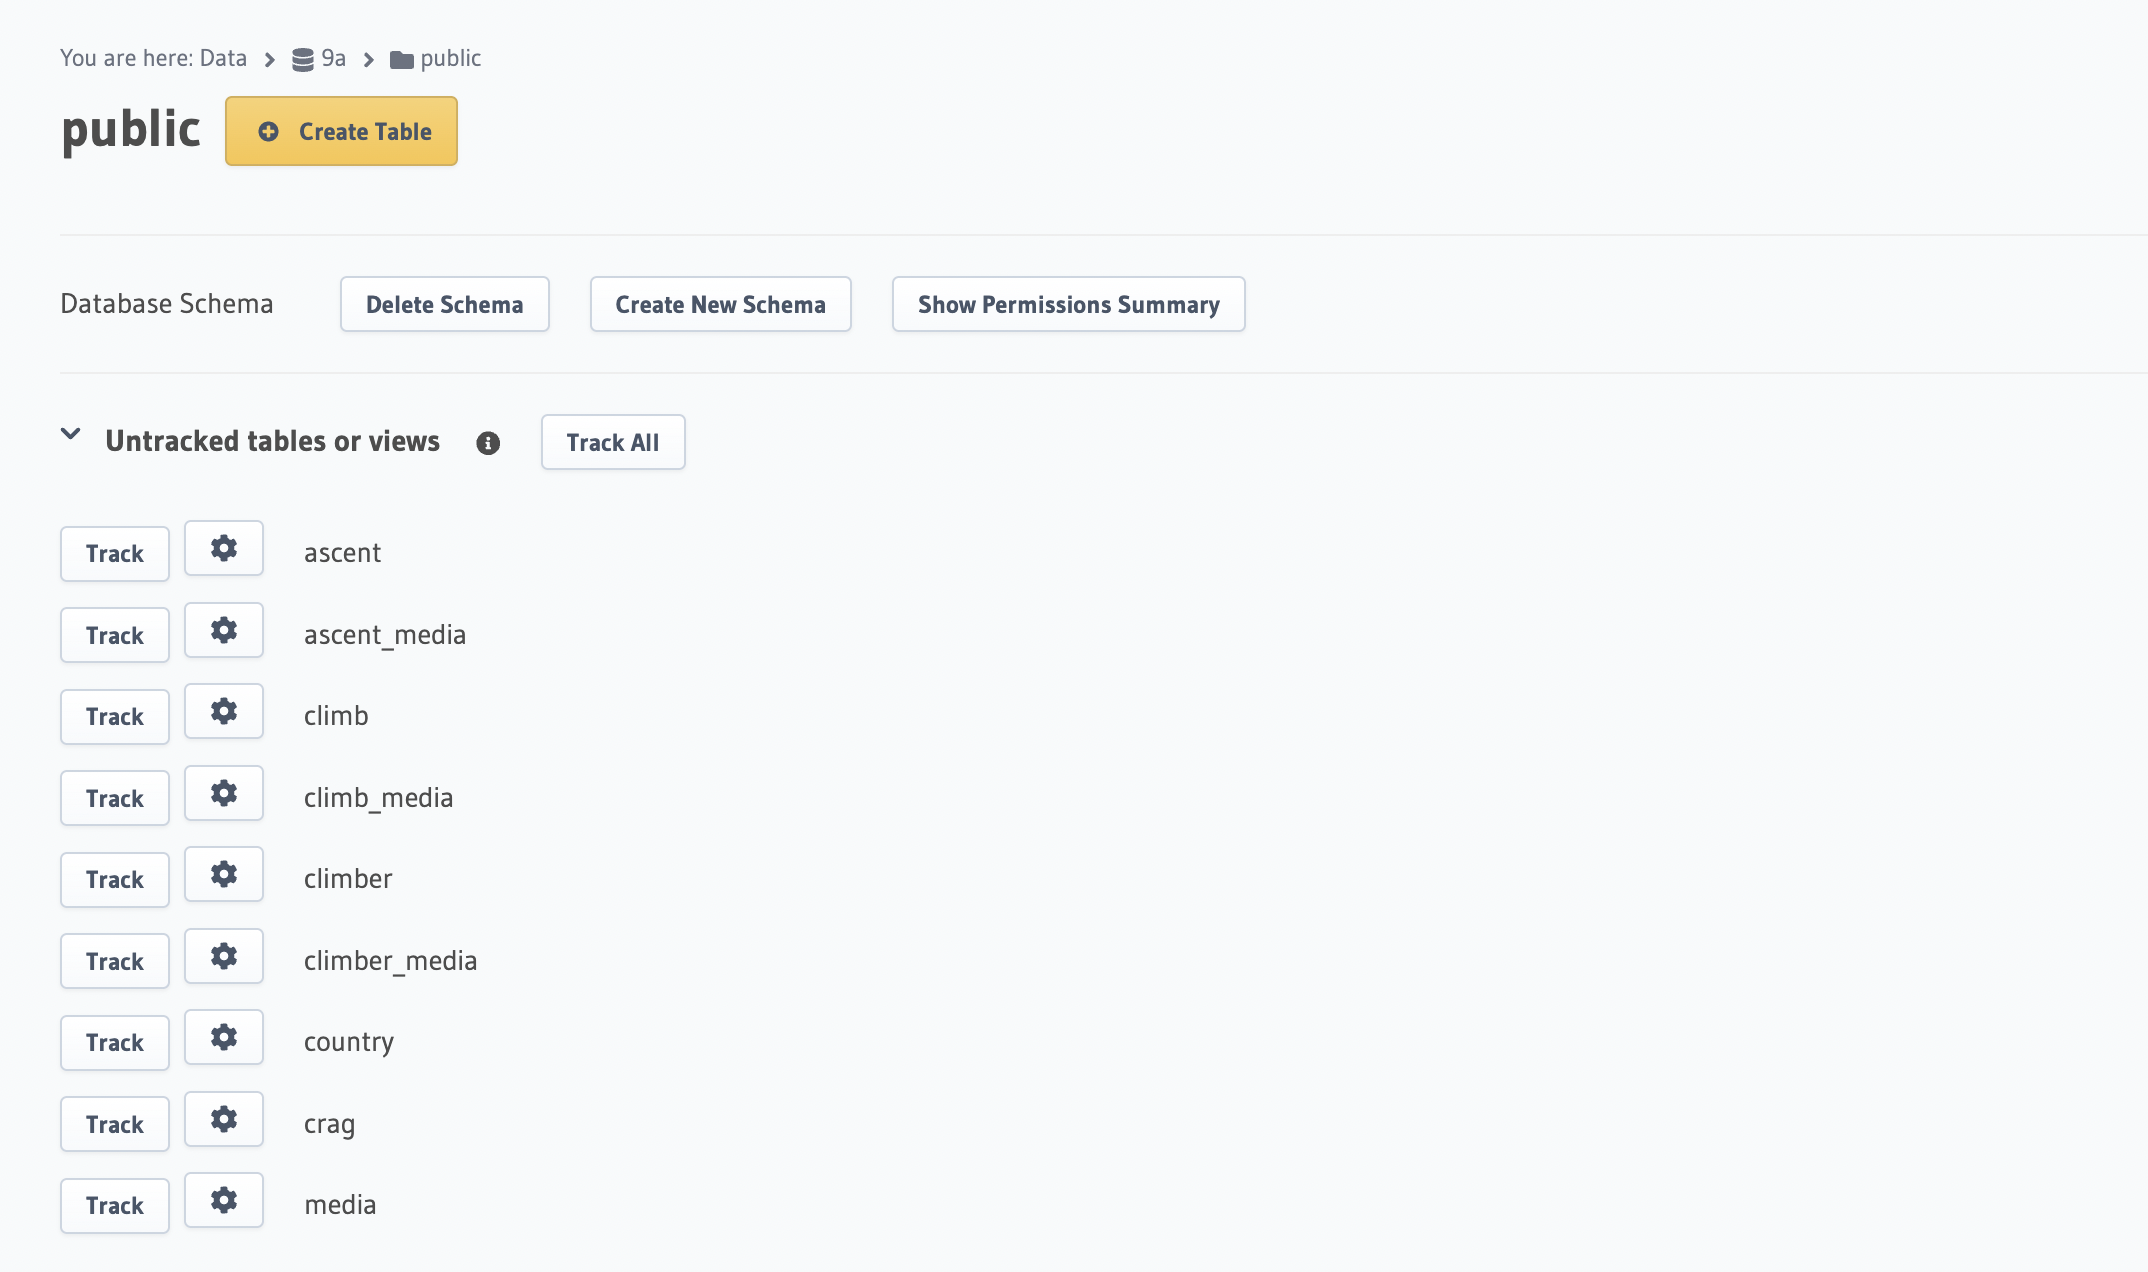 You are here: Data > 9a > public
public Create Table
Database Schema Delete Schema Create New Schema Show Permissions Summary
Untracked tables or views Track All
Track ascent
Track ascent_media
Track climb
Track climb_media
Track climber
Track climber_media
Track country
Track crag
Track media